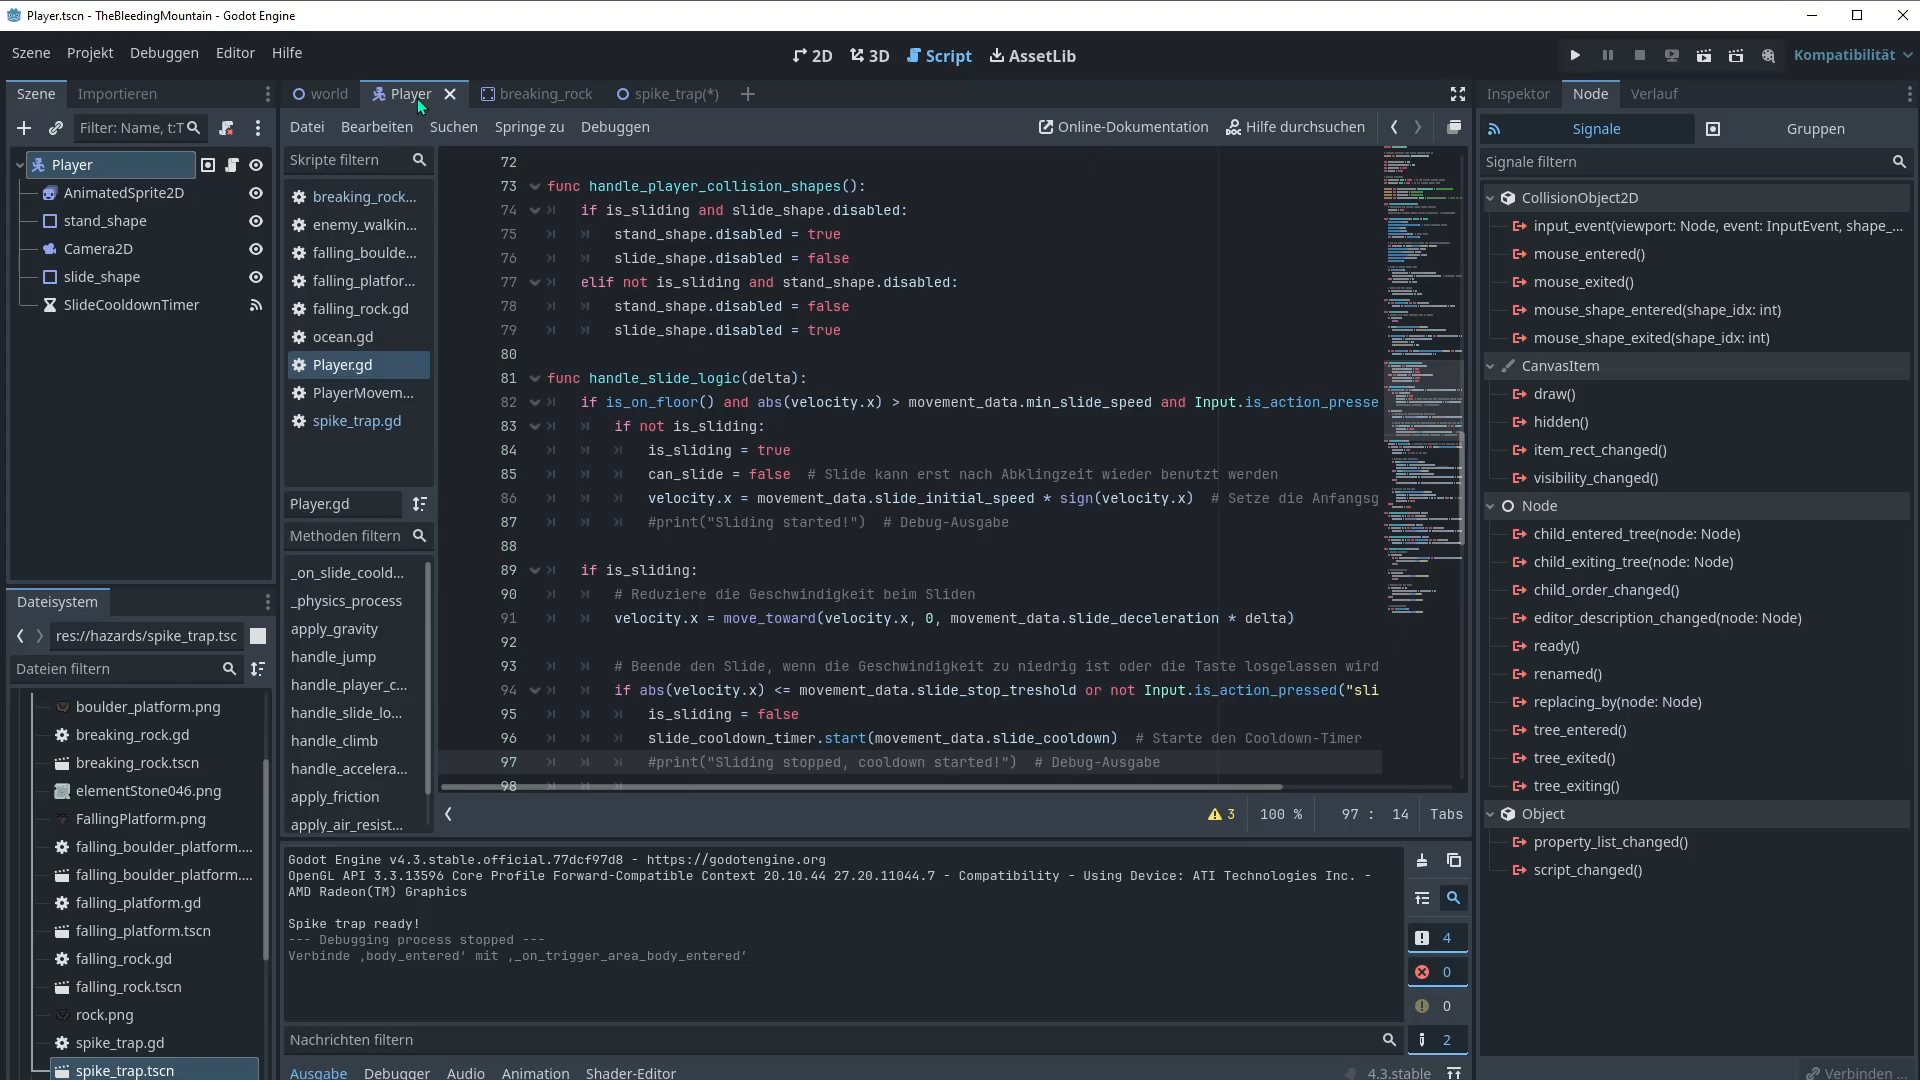 Player.tscn - TheBleedingMountain - Godot Engine
Szene Projekt Debuggen Editor Hilfe
2D 3D Script AssetLib
Kompatibilität
Szene Importieren
Filter: Name, t:T
Player
AnimatedSprite2D
stand_shape
Camera2D
slide_shape
SlideCooldownTimer
Dateisystem
res://hazards/spike_trap.tsc
Dateien filtern
boulder_platform.png
breaking_rock.gd
breaking_rock.tscn
elementStone046.png
FallingPlatform.png
falling_boulder_platform....
falling_boulder_platform....
falling_platform.gd
falling_platform.tscn
falling_rock.gd
falling_rock.tscn
rock.png
spike_trap.gd
spike_trap.tscn
world Player breaking_rock spike_trap(*)
Datei Bearbeiten Suchen Springe zu Debuggen
Online-Dokumentation Hilfe durchsuchen
Skripte filtern
breaking_rock...
enemy_walkin...
falling_boulde...
falling_platfor...
falling_rock.gd
ocean.gd
Player.gd
PlayerMovem...
spike_trap.gd
Player.gd
Methoden filtern
_on_slide_coold...
_physics_process
apply_gravity
handle_jump
handle_player_c...
handle_slide_lo...
handle_climb
handle_accelera...
apply_friction
apply_air_resist...
72
73 func handle_player_collision_shapes():
74 if is_sliding and slide_shape.disabled:
75 stand_shape.disabled = true
76 slide_shape.disabled = false
77 elif not is_sliding and stand_shape.disabled:
78 stand_shape.disabled = false
79 slide_shape.disabled = true
80
81 func handle_slide_logic(delta):
82 if is_on_floor() and abs(velocity.x) > movement_data.min_slide_speed and Input.is_action_presse
83 if not is_sliding:
84 is_sliding = true
85 can_slide = false # Slide kann erst nach Abklingzeit wieder benutzt werden
86 velocity.x = movement_data.slide_initial_speed * sign(velocity.x) # Setze die Anfangsg
87 #print("Sliding started!") # Debug-Ausgabe
88
89 if is_sliding:
90 # Reduziere die Geschwindigkeit beim Sliden
91 velocity.x = move_toward(velocity.x, 0, movement_data.slide_deceleration * delta)
92
93 # Beende den Slide, wenn die Geschwindigkeit zu niedrig ist oder die Taste losgelassen wird
94 if abs(velocity.x) <= movement_data.slide_stop_treshold or not Input.is_action_pressed("sli
95 is_sliding = false
96 slide_cooldown_timer.start(movement_data.slide_cooldown) # Starte den Cooldown-Timer
97 #print("Sliding stopped, cooldown started!") # Debug-Ausgabe
98
3 100 % 97 : 14 Tabs
Godot Engine v4.3.stable.official.77dcf97d8 - https://godotengine.org
OpenGL API 3.3.13596 Core Profile Forward-Compatible Context 20.10.44 27.20.11044.7 - Compatibility - Using Device: ATI Technologies Inc. -
AMD Radeon(TM) Graphics
Spike trap ready!
--- Debugging process stopped ---
Verbinde ‚body_entered‘ mit ‚_on_trigger_area_body_entered‘
4
0
0
2
Nachrichten filtern
Ausgabe Debugger Audio Animation Shader-Editor
4.3.stable
Inspektor Node Verlauf
Signale Gruppen
Signale filtern
CollisionObject2D
input_event(viewport: Node, event: InputEvent, shape_...
mouse_entered()
mouse_exited()
mouse_shape_entered(shape_idx: int)
mouse_shape_exited(shape_idx: int)
CanvasItem
draw()
hidden()
item_rect_changed()
visibility_changed()
Node
child_entered_tree(node: Node)
child_exiting_tree(node: Node)
child_order_changed()
editor_description_changed(node: Node)
ready()
renamed()
replacing_by(node: Node)
tree_entered()
tree_exited()
tree_exiting()
Object
property_list_changed()
script_changed()
Verbinden ...